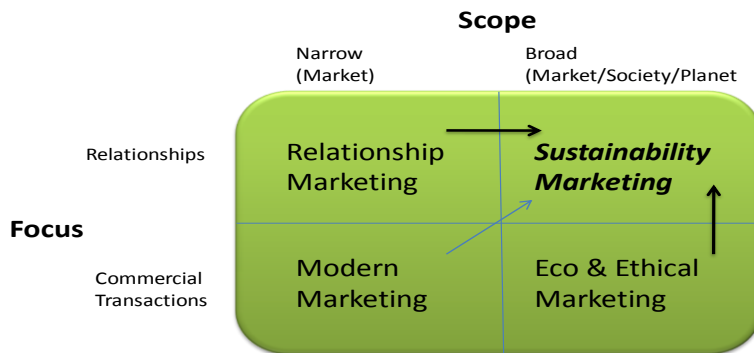 Scope
Narrow
(Market)
Broad
(Market/Society/Planet
Relationships
Relationship
Marketing
Sustainability
Marketing
Focus
Commercial
Transactions
Modern
Marketing
Eco & Ethical
Marketing